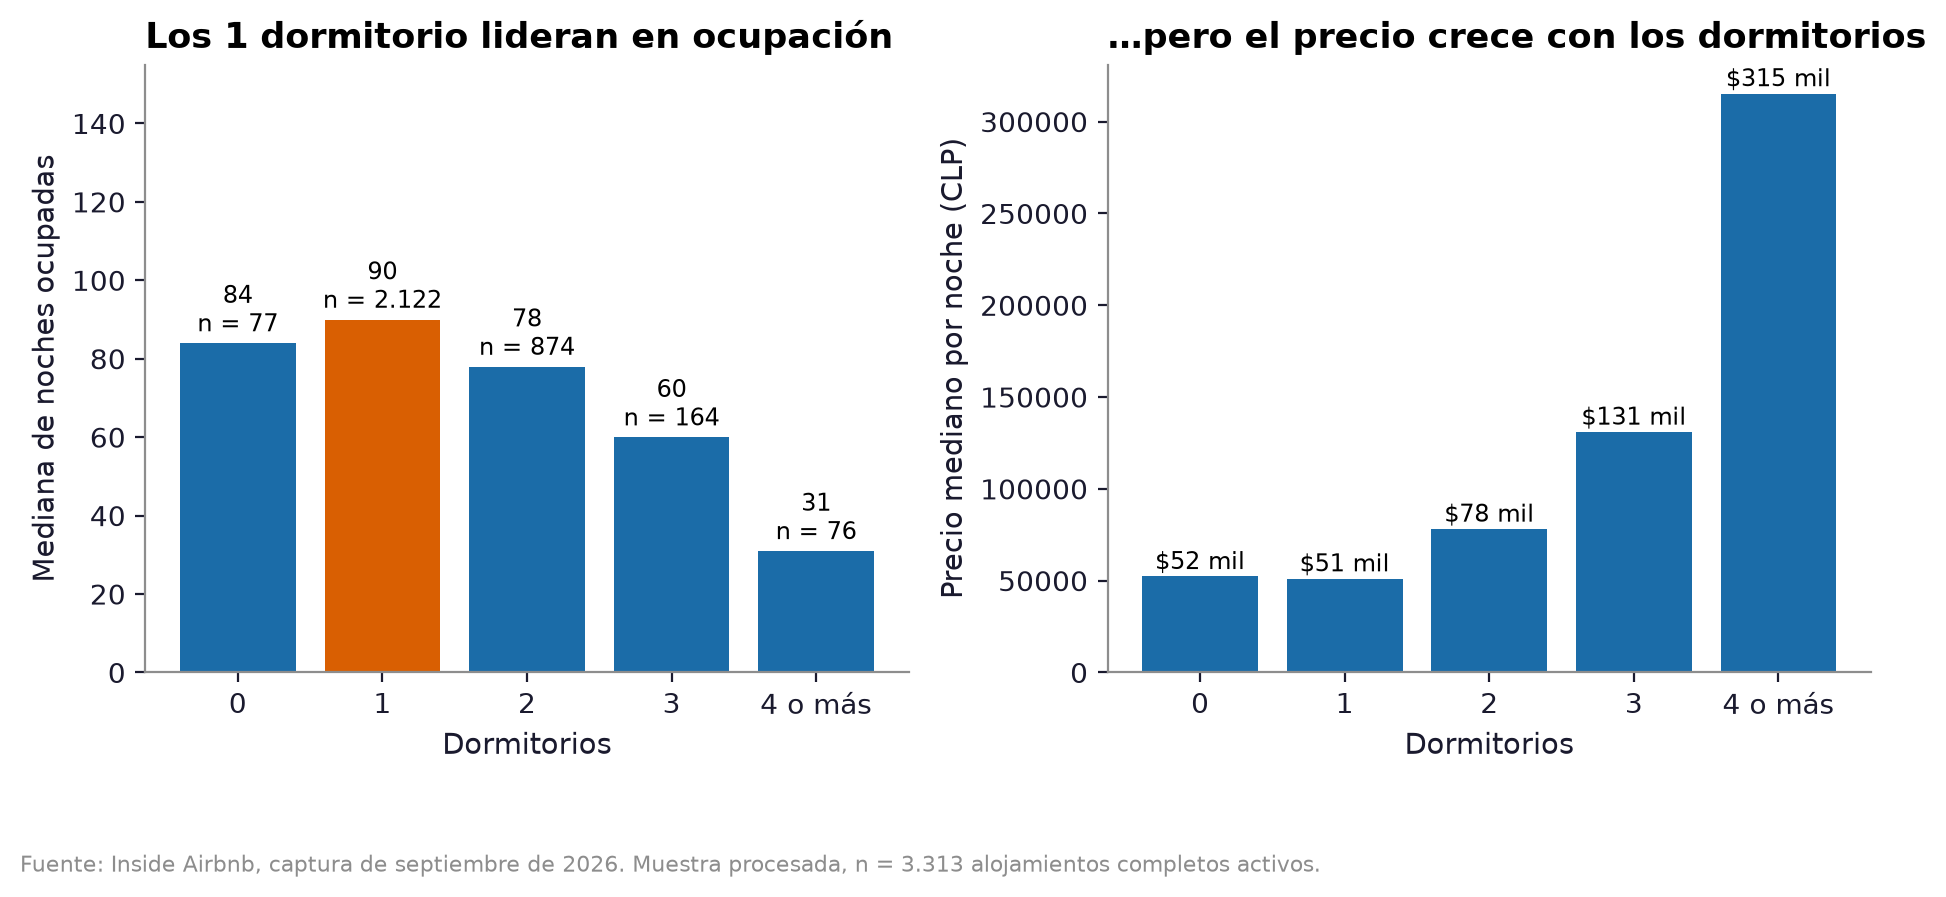 Los 1 dormitorio lideran en ocupación
Mediana de noches ocupadas
140
120
100
80
60
40
20
0
84
n = 77
90
n = 2.122
78
n = 874
60
n = 164
31
n = 76
0
1
2
3
4 o más
Dormitorios
…pero el precio crece con los dormitorios
Precio mediano por noche (CLP)
300000
250000
200000
150000
100000
50000
0
$52 mil
$51 mil
$78 mil
$131 mil
$315 mil
0
1
2
3
4 o más
Dormitorios
Fuente: Inside Airbnb, captura de septiembre de 2026. Muestra procesada, n = 3.313 alojamientos completos activos.